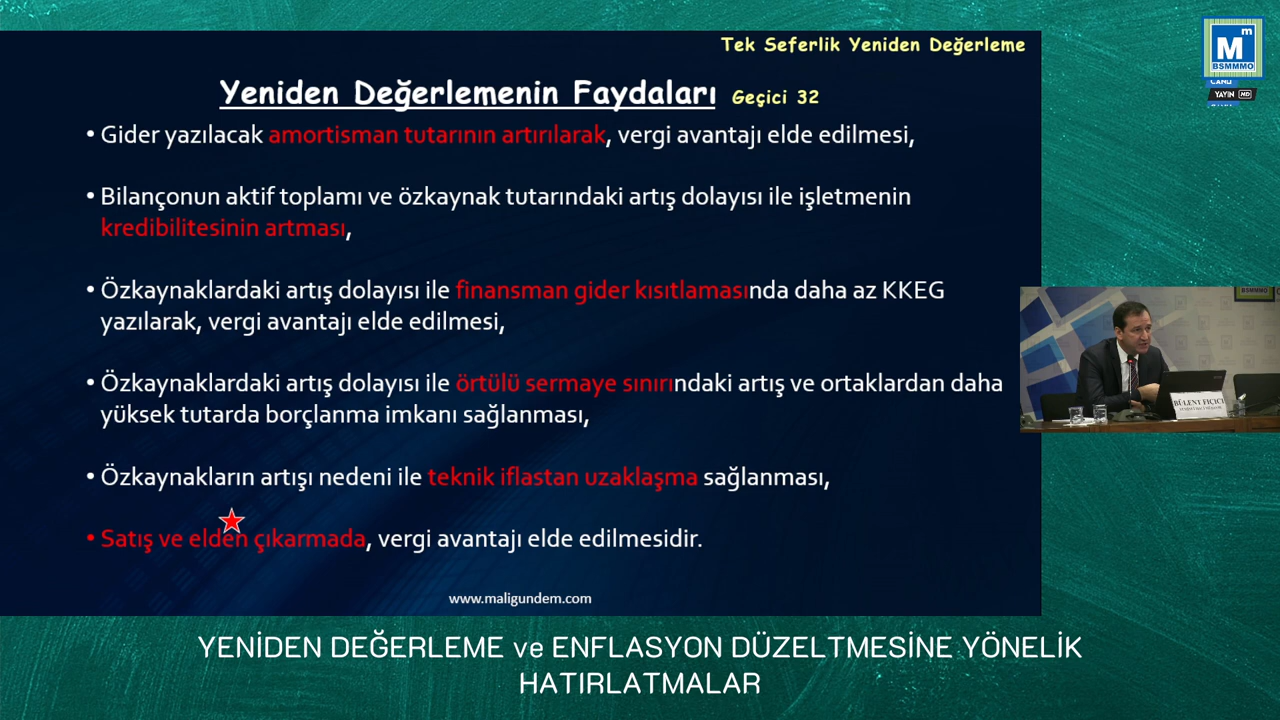 Tek Seferlik Yeniden Değerleme
Yeniden Değerlemenin Faydaları Geçici 32
• Gider yazılacak amortisman tutarının artırılarak, vergi avantajı elde edilmesi,
• Bilançonun aktif toplamı ve özkaynak tutarındaki artış dolayısı ile işletmenin
kredibilitesinin artması,
• Özkaynaklardaki artış dolayısı ile finansman gider kısıtlamasında daha az KKEG
yazılarak, vergi avantajı elde edilmesi,
• Özkaynaklardaki artış dolayısı ile örtülü sermaye sınırındaki artış ve ortaklardan daha
yüksek tutarda borçlanma imkanı sağlanması,
• Özkaynakların artışı nedeni ile teknik iflastan uzaklaşma sağlanması,
• Satış ve elden çıkarmada, vergi avantajı elde edilmesidir.
www.maligundem.com
M m
BSMMMO
CANLI
YAYIN HD
BÜLENT FIÇICI
YENİDEN DEĞERLEME ve ENFLASYON DÜZELTMESİNE YÖNELİK
HATIRLATMALAR